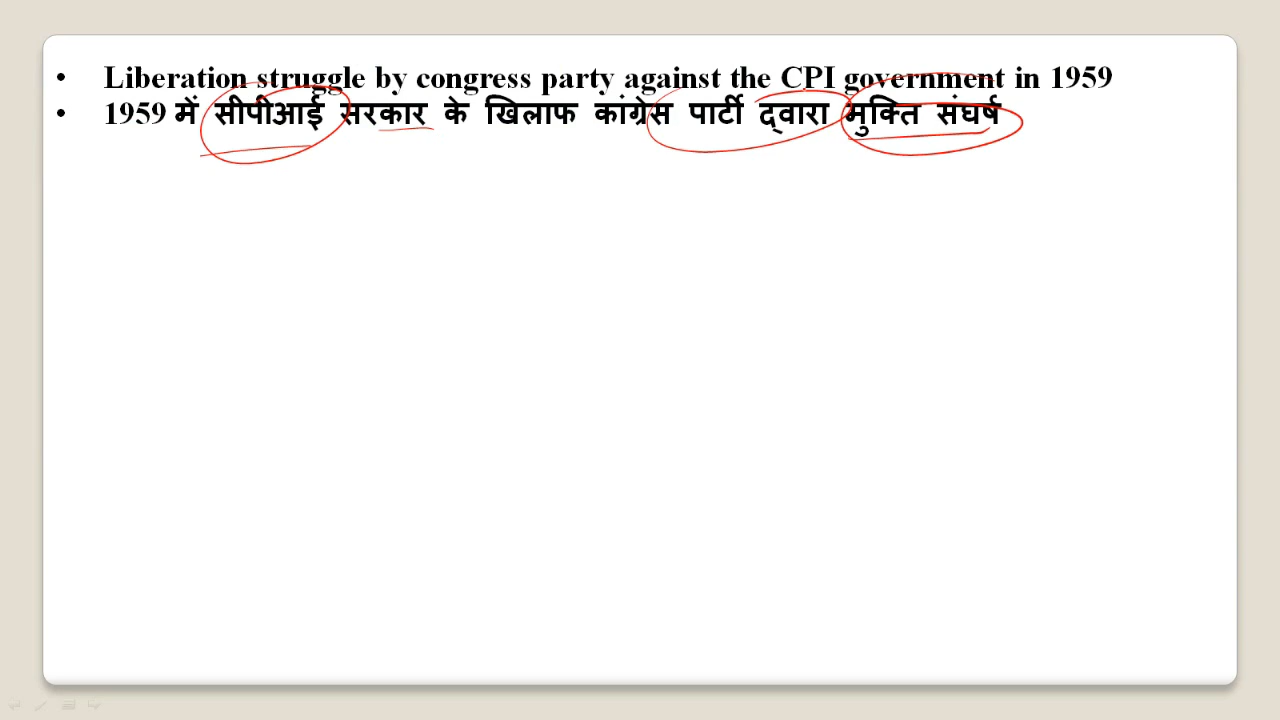 • Liberation struggle by congress party against the CPI government in 1959
• 1959 में सीपीआई सरकार के खिलाफ कांग्रेस पार्टी द्वारा मुक्ति संघर्ष